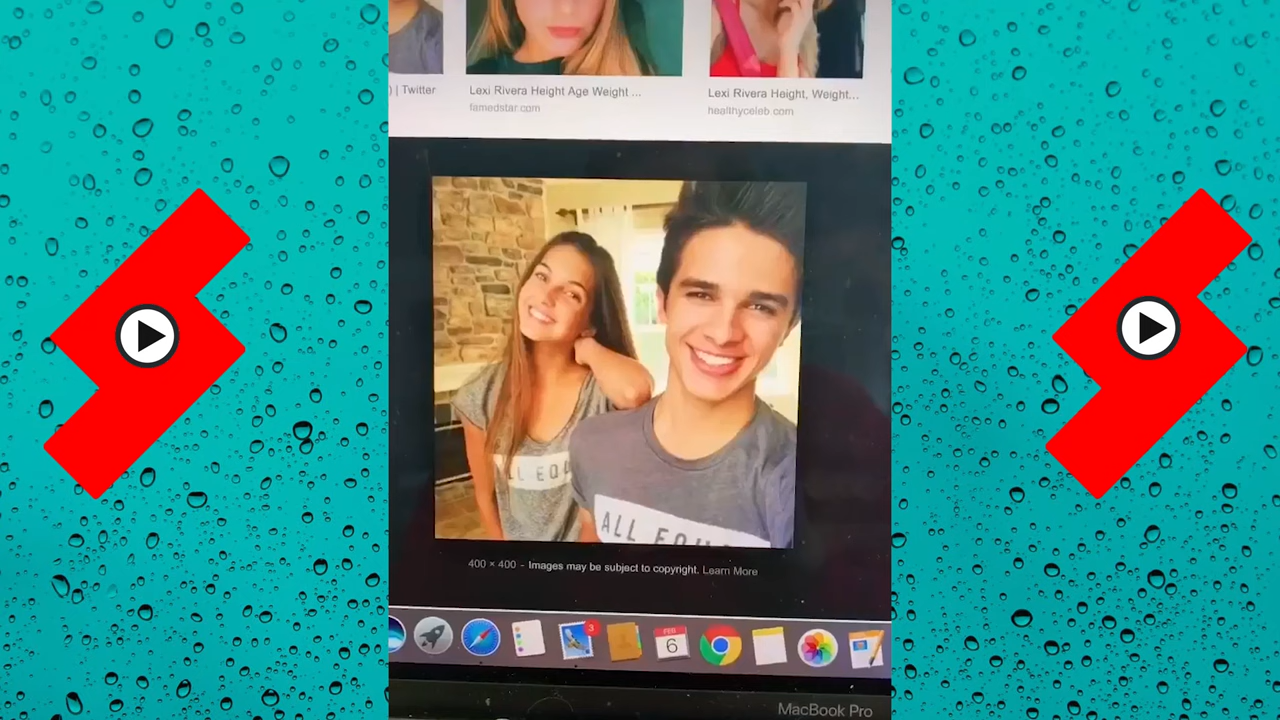 ) | Twitter
Lexi Rivera Height Age Weight ...
famedstar.com
Lexi Rivera Height, Weight...
healthyceleb.com
ALL EQU
ALL EQU
400 × 400 - Images may be subject to copyright. Learn More
3
FEB
6
MacBook Pro